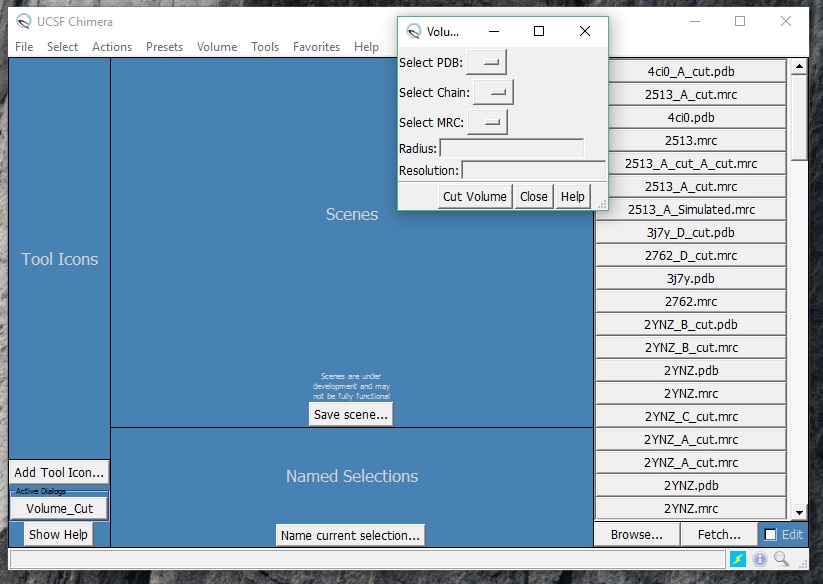 UCSF Chimera
File Select Actions Presets Volume Tools Favorites Help
Volu...
Select PDB:
Select Chain:
Select MRC:
Radius:
Resolution:
Cut Volume Close Help
Tool Icons
Scenes
Scenes are under
development and may
not be fully functional
Save scene...
Add Tool Icon...
Active Dialogs
Volume_Cut
Show Help
Named Selections
Name current selection...
4ci0_A_cut.pdb
2513_A_cut.mrc
4ci0.pdb
2513.mrc
2513_A_cut_A_cut.mrc
2513_A_cut.mrc
2513_A_Simulated.mrc
3j7y_D_cut.pdb
2762_D_cut.mrc
3j7y.pdb
2762.mrc
2YNZ_B_cut.pdb
2YNZ_B_cut.mrc
2YNZ.pdb
2YNZ.mrc
2YNZ_C_cut.mrc
2YNZ_A_cut.mrc
2YNZ_A_cut.mrc
2YNZ.pdb
2YNZ.mrc
Browse... Fetch... Edit